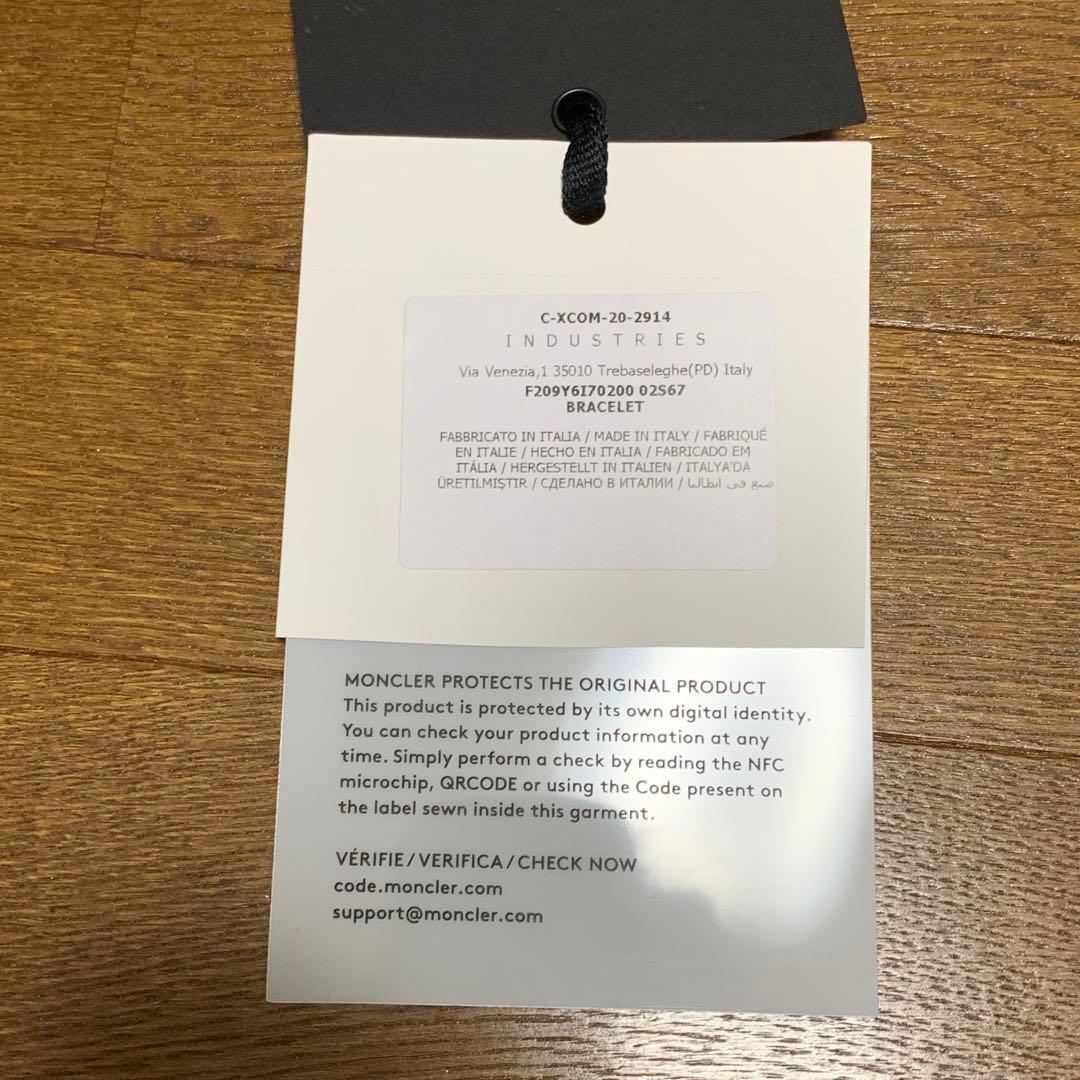 C-XCOM-20-2914
INDUSTRIES
Via Venezia,1 35010 Trebaseleghe(PD) Italy
F209Y6I70200 02S67
BRACELET
FABBRICATO IN ITALIA / MADE IN ITALY / FABRIQUÉ
EN ITALIE / HECHO EN ITALIA / FABRICADO EM
ITÁLIA / HERGESTELLT IN ITALIEN / ITALYA'DA
ÜRETILMIŞTIR / СДЕЛАНО В ИТАЛИИ / صنع في ايطاليا
MONCLER PROTECTS THE ORIGINAL PRODUCT
This product is protected by its own digital identity.
You can check your product information at any
time. Simply perform a check by reading the NFC
microchip, QRCODE or using the Code present on
the label sewn inside this garment.
VÉRIFIE/VERIFICA/CHECK NOW
code.moncler.com
support@moncler.com